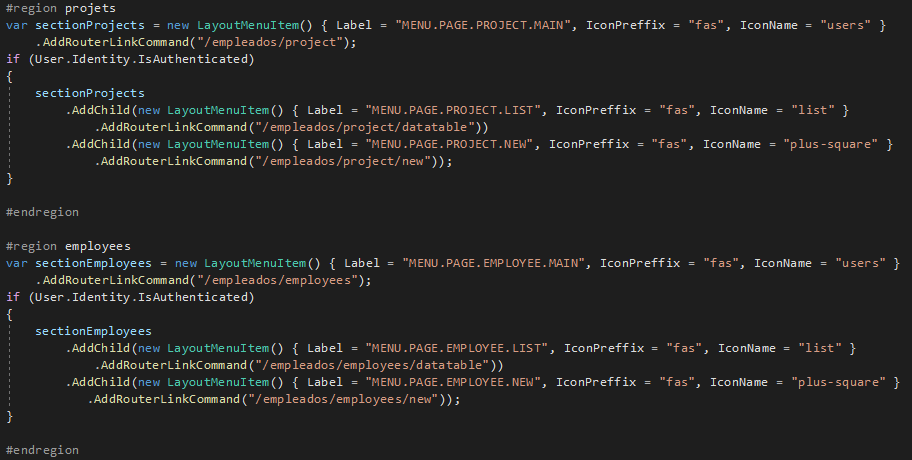 #region projets
var sectionProjects = new LayoutMenuItem() { Label = "MENU.PAGE.PROJECT.MAIN", IconPreffix = "fas", IconName = "users" }
    .AddRouterLinkCommand("/empleados/project");
if (User.Identity.IsAuthenticated)
{
    sectionProjects
        .AddChild(new LayoutMenuItem() { Label = "MENU.PAGE.PROJECT.LIST", IconPreffix = "fas", IconName = "list" }
            .AddRouterLinkCommand("/empleados/project/datatable"))
        .AddChild(new LayoutMenuItem() { Label = "MENU.PAGE.PROJECT.NEW", IconPreffix = "fas", IconName = "plus-square" }
            .AddRouterLinkCommand("/empleados/project/new"));
}

#endregion

#region employees
var sectionEmployees = new LayoutMenuItem() { Label = "MENU.PAGE.EMPLOYEE.MAIN", IconPreffix = "fas", IconName = "users" }
    .AddRouterLinkCommand("/empleados/employees");
if (User.Identity.IsAuthenticated)
{
    sectionEmployees
        .AddChild(new LayoutMenuItem() { Label = "MENU.PAGE.EMPLOYEE.LIST", IconPreffix = "fas", IconName = "list" }
            .AddRouterLinkCommand("/empleados/employees/datatable"))
        .AddChild(new LayoutMenuItem() { Label = "MENU.PAGE.EMPLOYEE.NEW", IconPreffix = "fas", IconName = "plus-square" }
           .AddRouterLinkCommand("/empleados/employees/new"));
}

#endregion